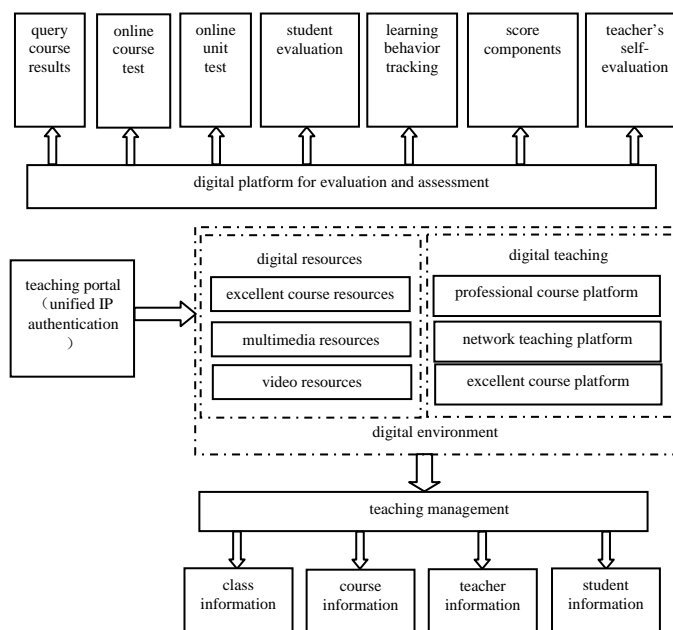 query
course
results
online
course
test
online
unit
test
student
evaluation
learning
behavior
tracking
score
components
teacher’s
self-
evaluation
digital platform for evaluation and assessment
teaching portal
（unified IP
authentication
）
digital resources
excellent course resources
multimedia resources
video resources
digital teaching
professional course platform
network teaching platform
excellent course platform
digital environment
teaching management
class
information
course
information
teacher
information
student
information